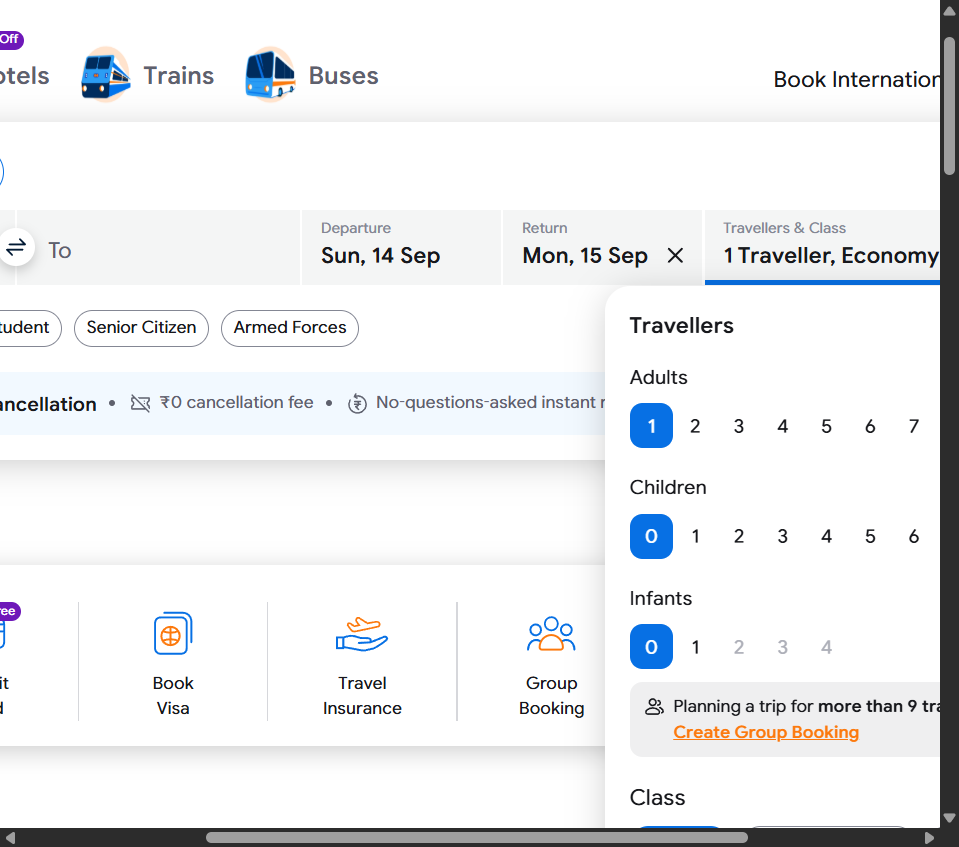 Off
otels
Trains
Buses
Book Internation
To
Departure
Sun, 14 Sep
Return
Mon, 15 Sep
Travellers & Class
1 Traveller, Economy
tudent
Senior Citizen
Armed Forces
ancellation • ₹0 cancellation fee • No-questions-asked instant r
Travellers
Adults
1 2 3 4 5 6 7
Children
0 1 2 3 4 5 6
Infants
0 1 2 3 4
Planning a trip for more than 9 tra
Create Group Booking
Class
ree
it
d
Book
Visa
Travel
Insurance
Group
Booking